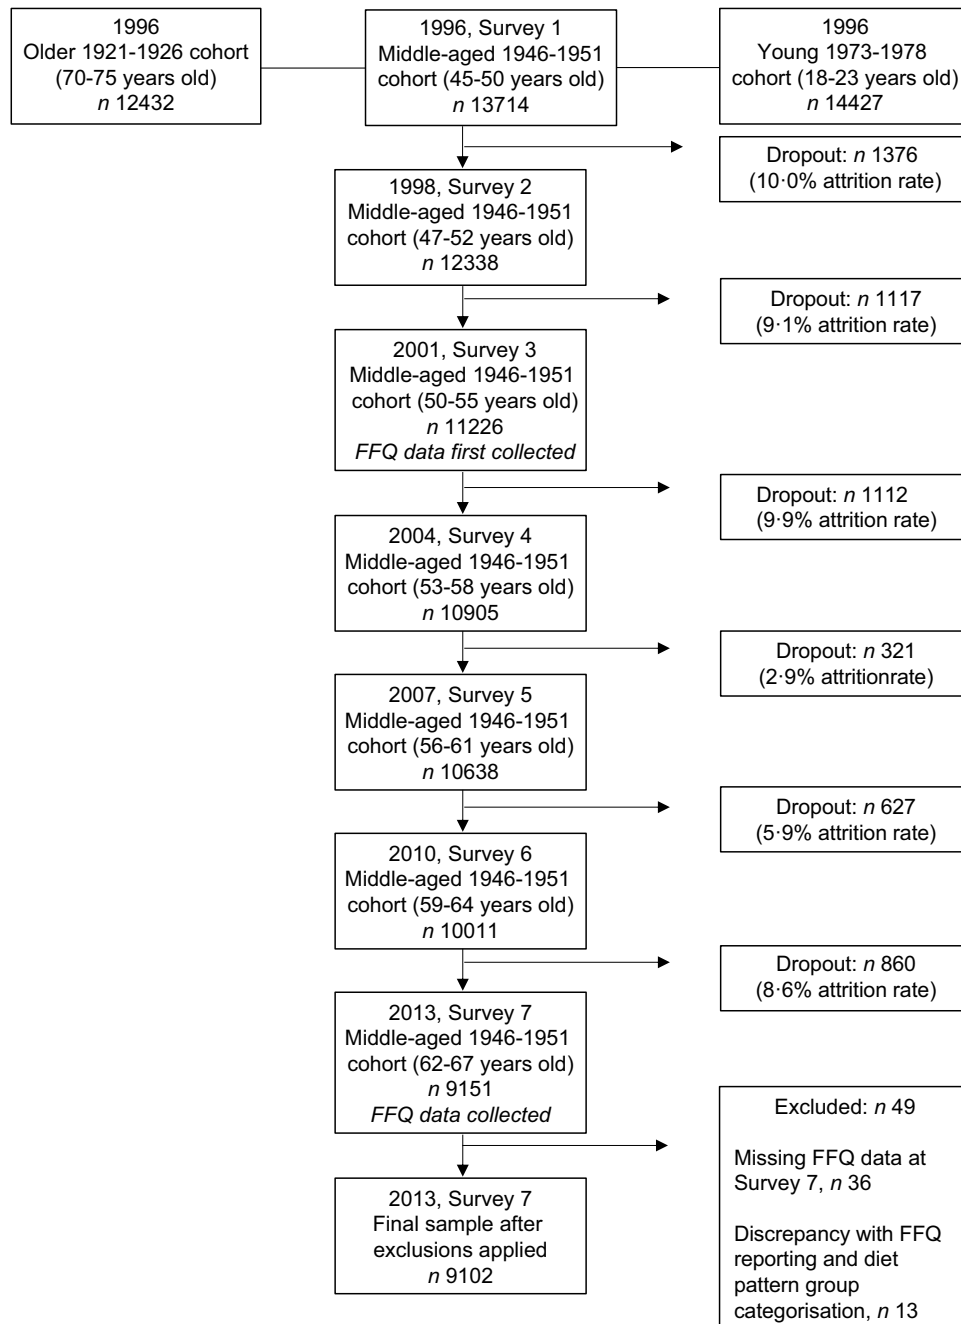 1996
Older 1921-1926 cohort
(70-75 years old)
n 12432
1996, Survey 1
Middle-aged 1946-1951
cohort (45-50 years old)
n 13714
1996
Young 1973-1978
cohort (18-23 years old)
n 14427
Dropout: n 1376
(10·0% attrition rate)
1998, Survey 2
Middle-aged 1946-1951
cohort (47-52 years old)
n 12338
Dropout: n 1117
(9·1% attrition rate)
2001, Survey 3
Middle-aged 1946-1951
cohort (50-55 years old)
n 11226
FFQ data first collected
Dropout: n 1112
(9·9% attrition rate)
2004, Survey 4
Middle-aged 1946-1951
cohort (53-58 years old)
n 10905
Dropout: n 321
(2·9% attritionrate)
2007, Survey 5
Middle-aged 1946-1951
cohort (56-61 years old)
n 10638
Dropout: n 627
(5·9% attrition rate)
2010, Survey 6
Middle-aged 1946-1951
cohort (59-64 years old)
n 10011
Dropout: n 860
(8·6% attrition rate)
2013, Survey 7
Middle-aged 1946-1951
cohort (62-67 years old)
n 9151
FFQ data collected
Excluded: n 49
Missing FFQ data at
Survey 7, n 36
Discrepancy with FFQ
reporting and diet
pattern group
categorisation, n 13
2013, Survey 7
Final sample after
exclusions applied
n 9102